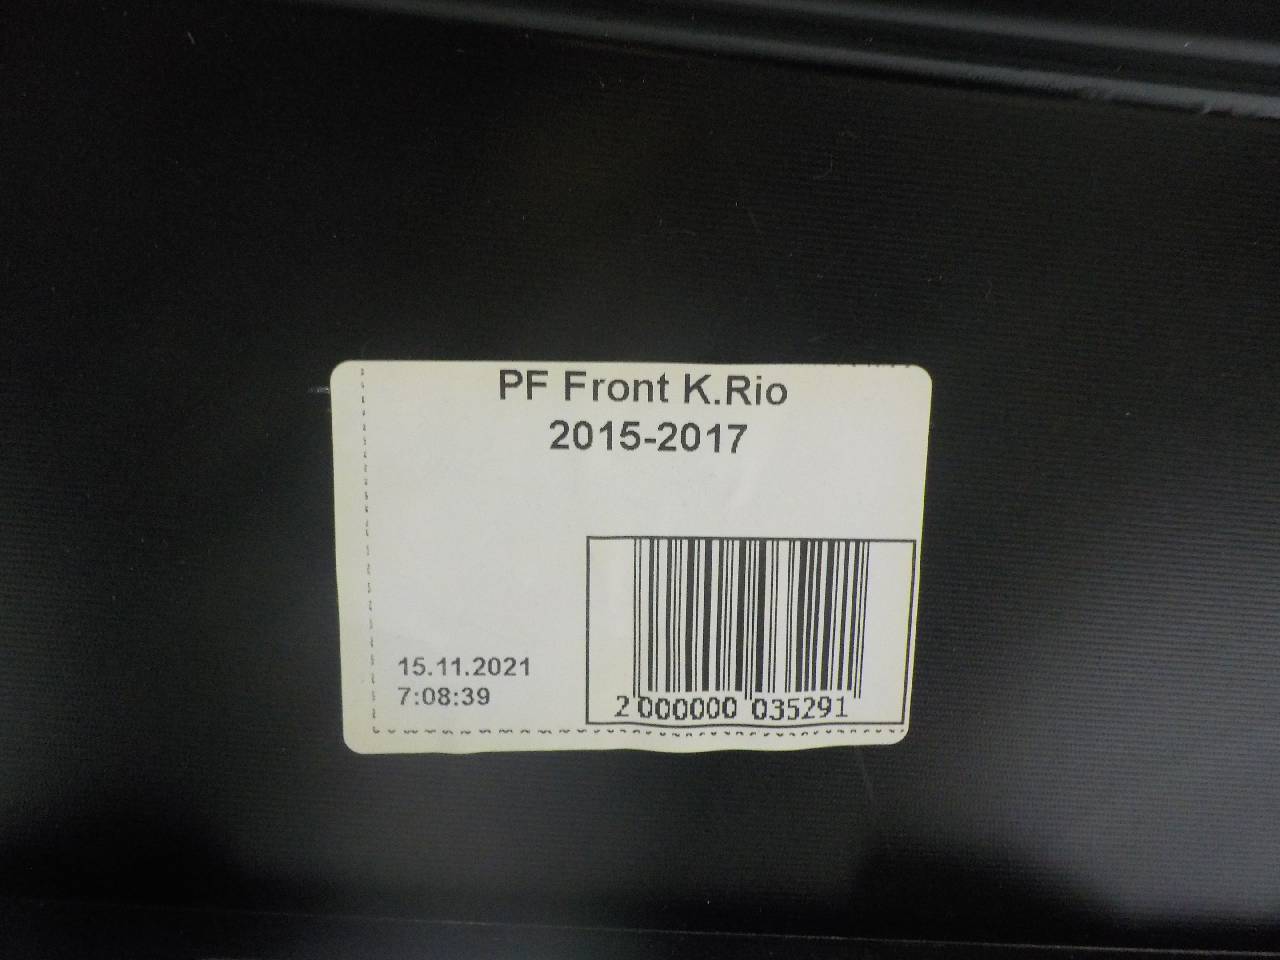 PF Front K.Rio
2015-2017
15.11.2021
7:08:39
2 000000 035291